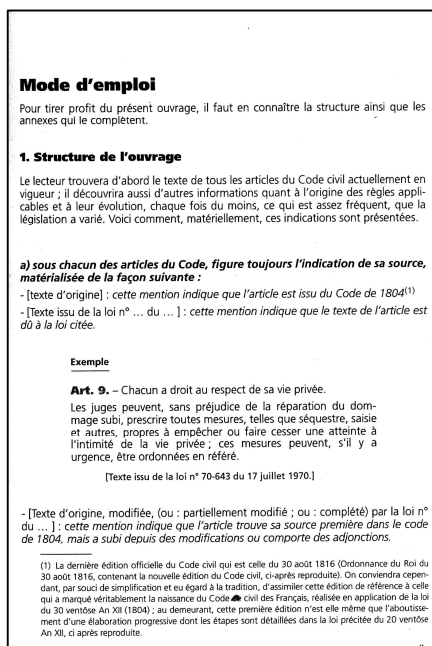 Mode d'emploi
Pour tirer profit du présent ouvrage, il faut en connaître la structure ainsi que les
annexes qui le complètent.
1. Structure de l'ouvrage
Le lecteur trouvera d'abord le texte de tous les articles du Code civil actuellement en
vigueur ; il découvrira aussi d'autres informations quant à l'origine des règles appli-
cables et à leur évolution, chaque fois du moins, ce qui est assez fréquent, que la
législation a varié. Voici comment, matériellement, ces indications sont présentées.
a) sous chacun des articles du Code, figure toujours l'indication de sa source,
matérialisée de la façon suivante :
- [texte d'origine] : cette mention indique que l'article est issu du Code de 1804(1)
- [Texte issu de la loi n° ... du ... ] : cette mention indique que le texte de l'article est
dû à la loi citée.
Exemple
Art. 9. – Chacun a droit au respect de sa vie privée.
Les juges peuvent, sans préjudice de la réparation du dom-
mage subi, prescrire toutes mesures, telles que séquestre, saisie
et autres, propres à empêcher ou faire cesser une atteinte à
l'intimité de la vie privée ; ces mesures peuvent, s'il y a
urgence, être ordonnées en référé.
[Texte issu de la loi n° 70-643 du 17 juillet 1970.]
- [Texte d'origine, modifiée, (ou : partiellement modifié ; ou : complété) par la loi n°
du ... ] : cette mention indique que l'article trouve sa source première dans le code
de 1804, mais a subi depuis des modifications ou comporte des adjonctions.
(1) La dernière édition officielle du Code civil qui est celle du 30 août 1816 (Ordonnance du Roi du
30 août 1816, contenant la nouvelle édition du Code civil, ci-après reproduite). On conviendra cepen-
dant, par souci de simplification et eu égard à la tradition, d'assimiler cette édition de référence à celle
qui a marqué véritablement la naissance du Code civil des Français, réalisée en application de la loi
du 30 ventôse An XII (1804) ; au demeurant, cette première édition n'est elle même que l'aboutisse-
ment d'une élaboration progressive dont les étapes sont détaillées dans la loi précitée du 20 ventôse
An XII, ci après reproduite.